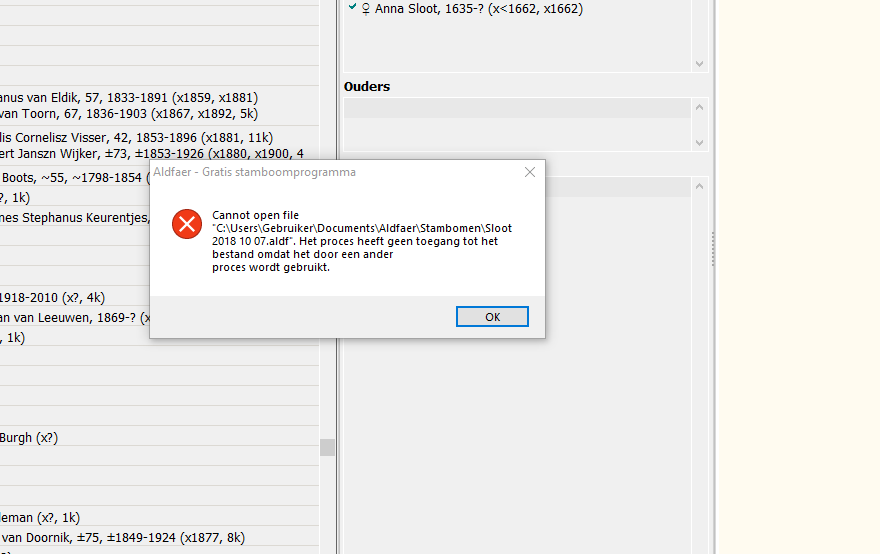 Anna Sloot, 1635-? (x<1662, x1662)
Ouders
anus van Eldik, 57, 1833-1891 (x1859, x1881)
van Toorn, 67, 1836-1903 (x1867, x1892, 5k)
lis Cornelisz Visser, 42, 1853-1896 (x1881, 11k)
ert Janszn Wijker, ±73, ±1853-1926 (x1880, x1900, 4
Boots, ~55, ~1798-1854 (
?, 1k)
mes Stephanus Keurentjes,
1918-2010 (x?, 4k)
an van Leeuwen, 1869-? (x
, 1k)
Burgh (x?)
leman (x?, 1k)
van Doornik, ±75, ±1849-1924 (x1877, 8k)
Aldfaer - Gratis stamboomprogramma
Cannot open file
"C:\Users\Gebruiker\Documents\Aldfaer\Stambomen\Sloot
2018 10 07.aldf". Het proces heeft geen toegang tot het
bestand omdat het door een ander
proces wordt gebruikt.
OK